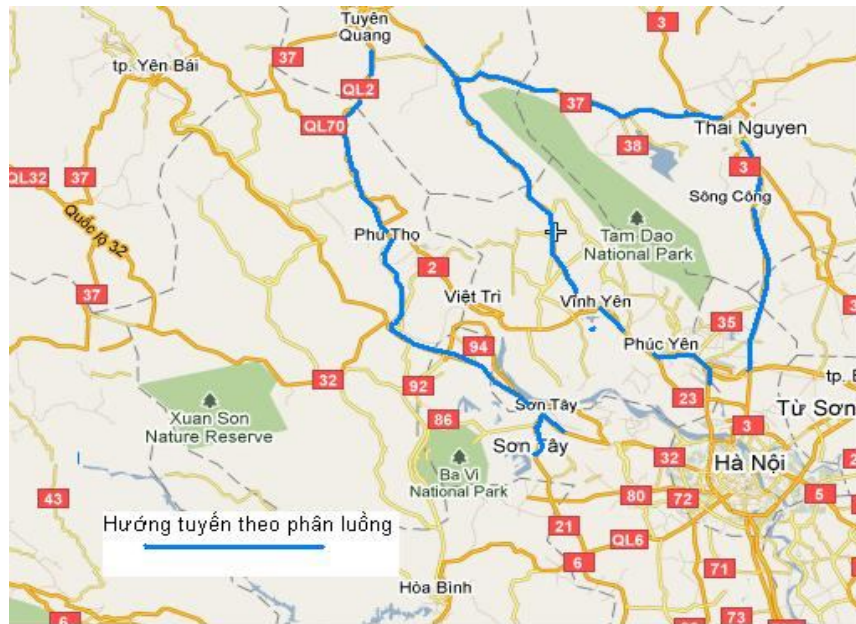 Tuyên
Quang
3
37
tp. Yên Bái
QL2
37
QL70
Thai Nguyen
38
3
QL32
37
Sông Công
Quốc lộ 32
Phú Thọ
Tam Dao
National Park
2
37
Việt Trì
Vĩnh Yên
35
94
Phúc Yên
32
92
23
Sơn Tây
Từ Sơn
Xuan Son
Nature Reserve
86
3
Sơn Tây
32
Hà Nội
Ba Vi
National Park
43
80
72
5
21
Hướng tuyến theo phân luồng
QL6
6
71
Hòa Bình
6
73